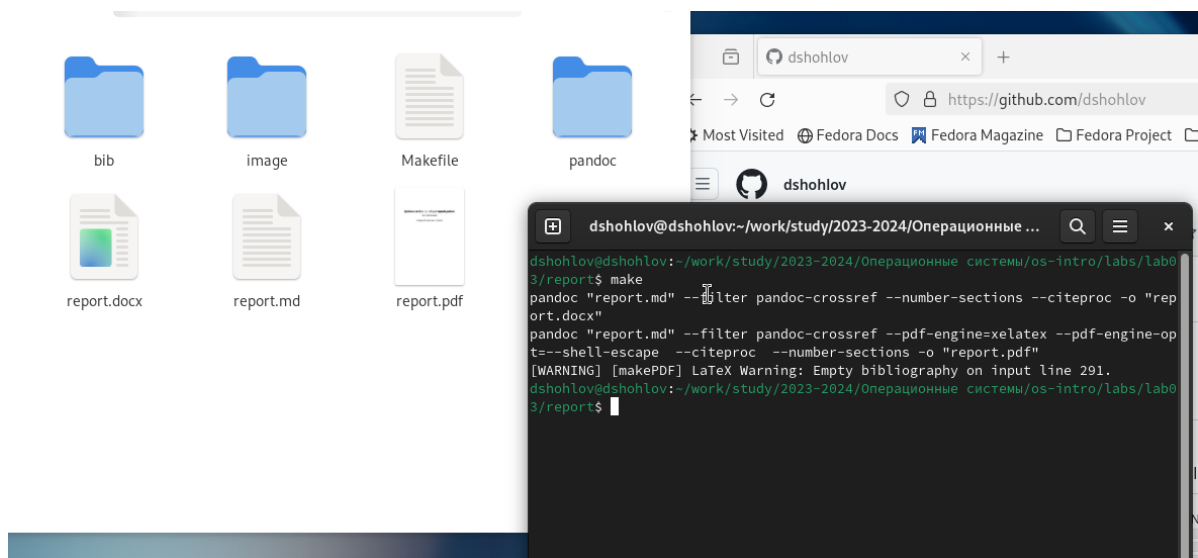 bib
image
Makefile
pandoc
report.docx
report.md
report.pdf
dshohlov
https://github.com/dshohlov
Most Visited
Fedora Docs
Fedora Magazine
Fedora Project
dshohlov
dshohlov@dshohlov:~/work/study/2023-2024/Операционные ...
dshohlov@dshohlov:~/work/study/2023-2024/Операционные системы/os-intro/labs/lab0
3/report$ make
pandoc "report.md" --filter pandoc-crossref --number-sections --citeproc -o "rep
ort.docx"
pandoc "report.md" --filter pandoc-crossref --pdf-engine=xelatex --pdf-engine-op
t=--shell-escape  --citeproc  --number-sections -o "report.pdf"
[WARNING] [makePDF] LaTeX Warning: Empty bibliography on input line 291.
dshohlov@dshohlov:~/work/study/2023-2024/Операционные системы/os-intro/labs/lab0
3/report$